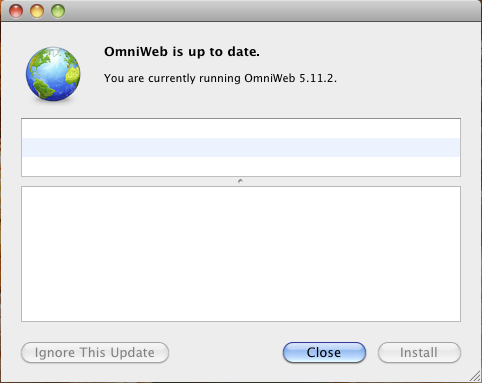 OmniWeb is up to date.
You are currently running OmniWeb 5.11.2.
Ignore This Update
Close
Install